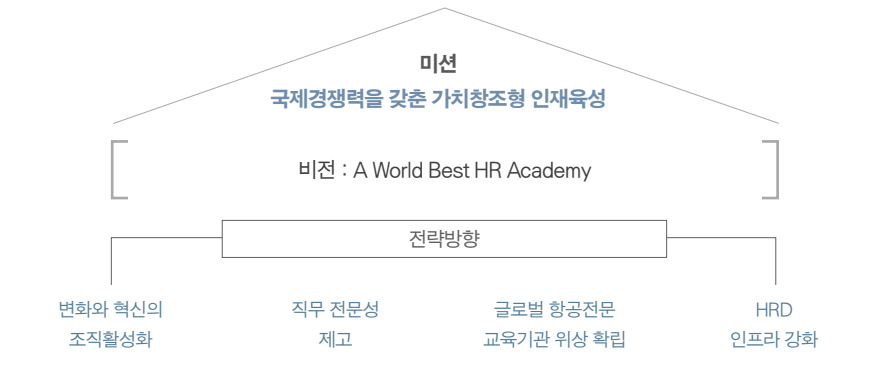 미션
국제경쟁력을 갖춘 가치창조형 인재육성
비전 : A World Best HR Academy
전략방향
변화와 혁신의
조직활성화
직무 전문성
제고
글로벌 항공전문
교육기관 위상 확립
HRD
인프라 강화